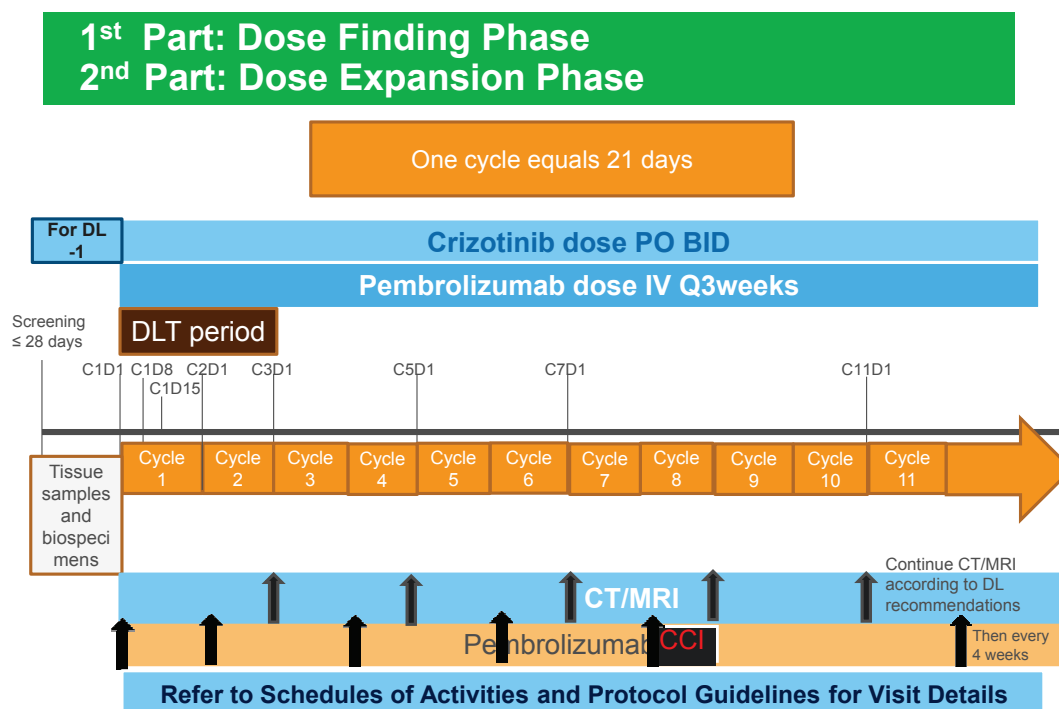 1st Part: Dose Finding Phase
2nd Part: Dose Expansion Phase
One cycle equals 21 days
For DL
-1
Crizotinib dose PO BID
Pembrolizumab dose IV Q3weeks
Screening
≤ 28 days
DLT period
C1D1
C1D8
C1D15
C2D1
C3D1
C5D1
C7D1
C11D1
Tissue
samples
and
biospeci
mens
Cycle
1
Cycle
2
Cycle
3
Cycle
4
Cycle
5
Cycle
6
Cycle
7
Cycle
8
Cycle
9
Cycle
10
Cycle
11
CT/MRI
Continue CT/MRI
according to DL
recommendations
Pembrolizumab
CCI
Then every
4 weeks
Refer to Schedules of Activities and Protocol Guidelines for Visit Details